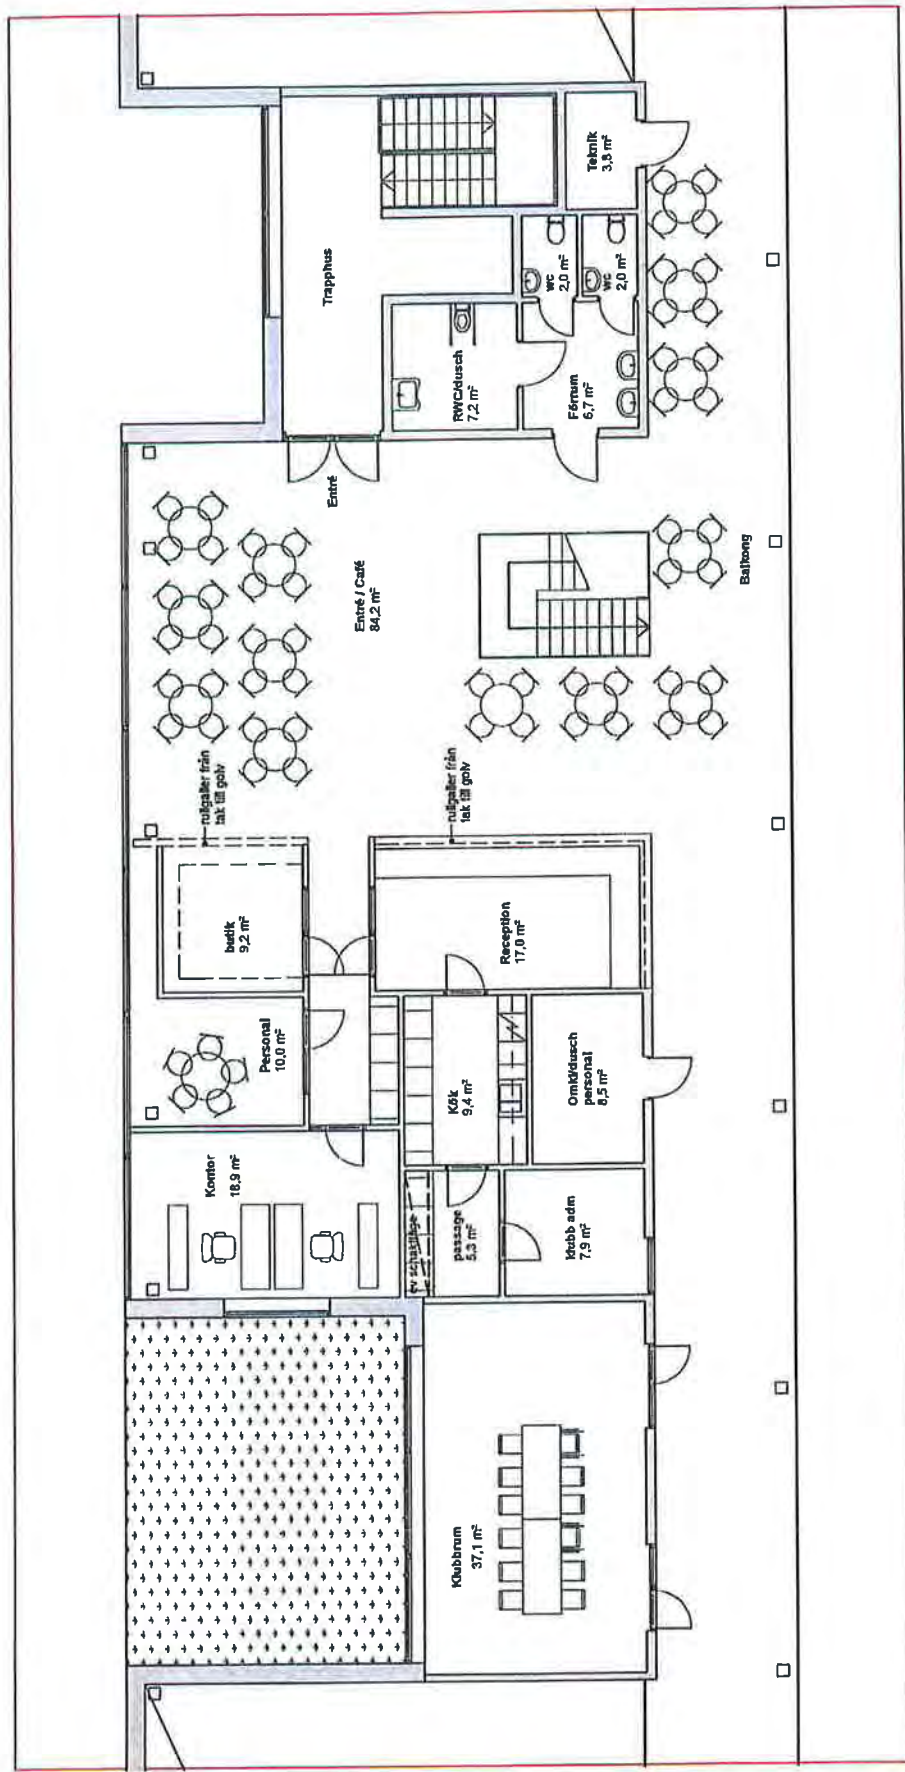 Klubbrum
37,1 m²
Kontor
18,9 m²
ev schaktläge
passage
5,3 m²
klubb adm
7,9 m²
Personal
10,0 m²
Kök
9,4 m²
Omkl/dusch
personal
8,5 m²
butik
9,2 m²
Reception
17,0 m²
rullgaller från
tak till golv
rullgaller från
tak till golv
Entré / Café
84,2 m²
Entré
Balkong
Trapphus
RWC/dusch
7,2 m²
Förrum
6,7 m²
wc
2,0 m²
wc
2,0 m²
Teknik
3,8 m²